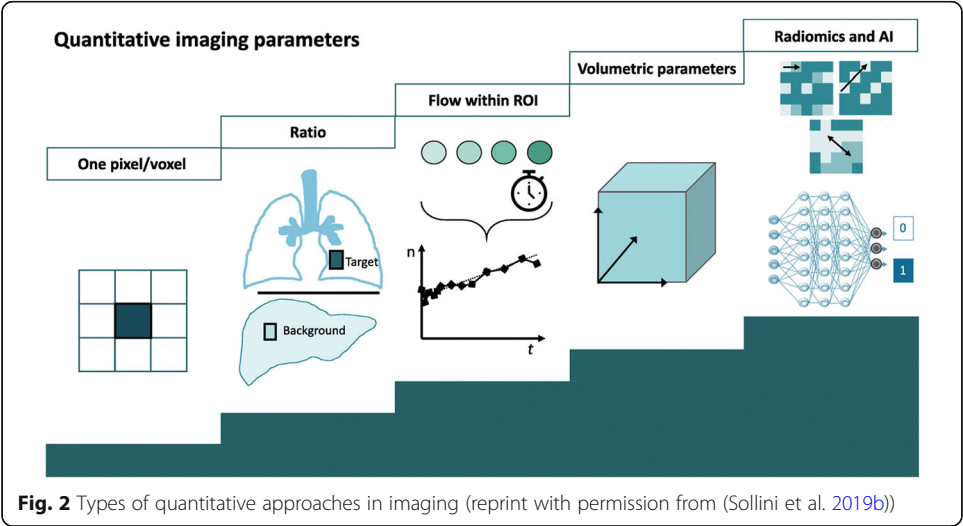 Quantitative imaging parameters
Radiomics and AI
Volumetric parameters
Flow within ROI
Ratio
One pixel/voxel
Target
Background
n
t
0
1
Fig. 2 Types of quantitative approaches in imaging (reprint with permission from (Sollini et al. 2019b))